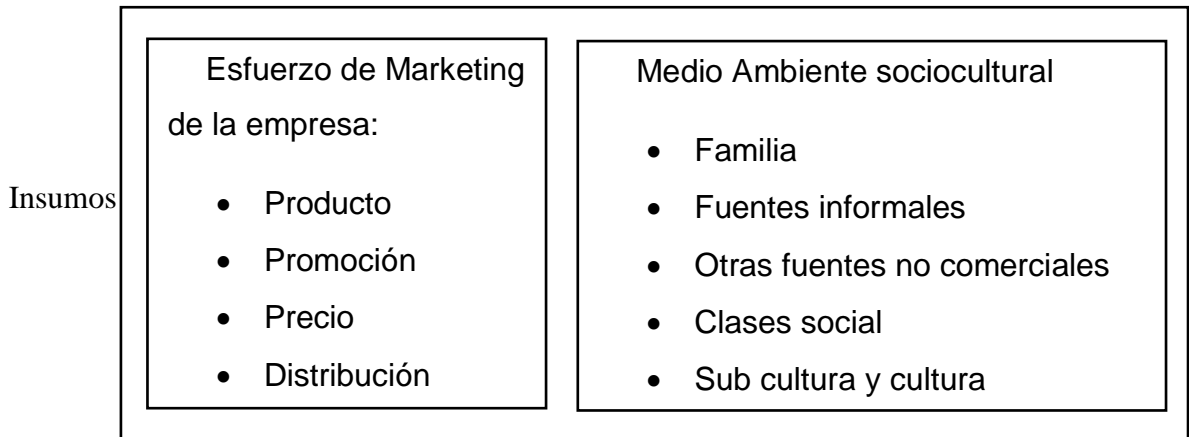 Insumos
Esfuerzo de Marketing
de la empresa:
• Producto
• Promoción
• Precio
• Distribución
Medio Ambiente sociocultural
• Familia
• Fuentes informales
• Otras fuentes no comerciales
• Clases social
• Sub cultura y cultura